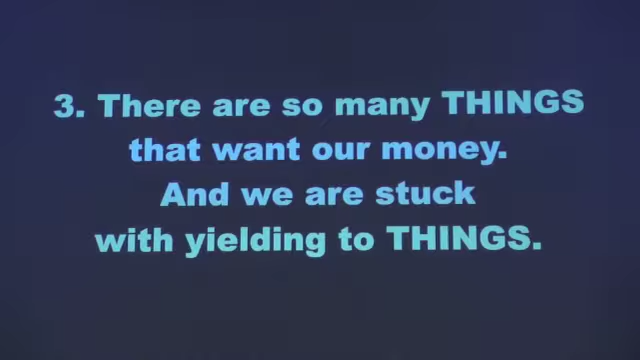 3. There are so many THINGS
that want our money.
And we are stuck
with yielding to THINGS.